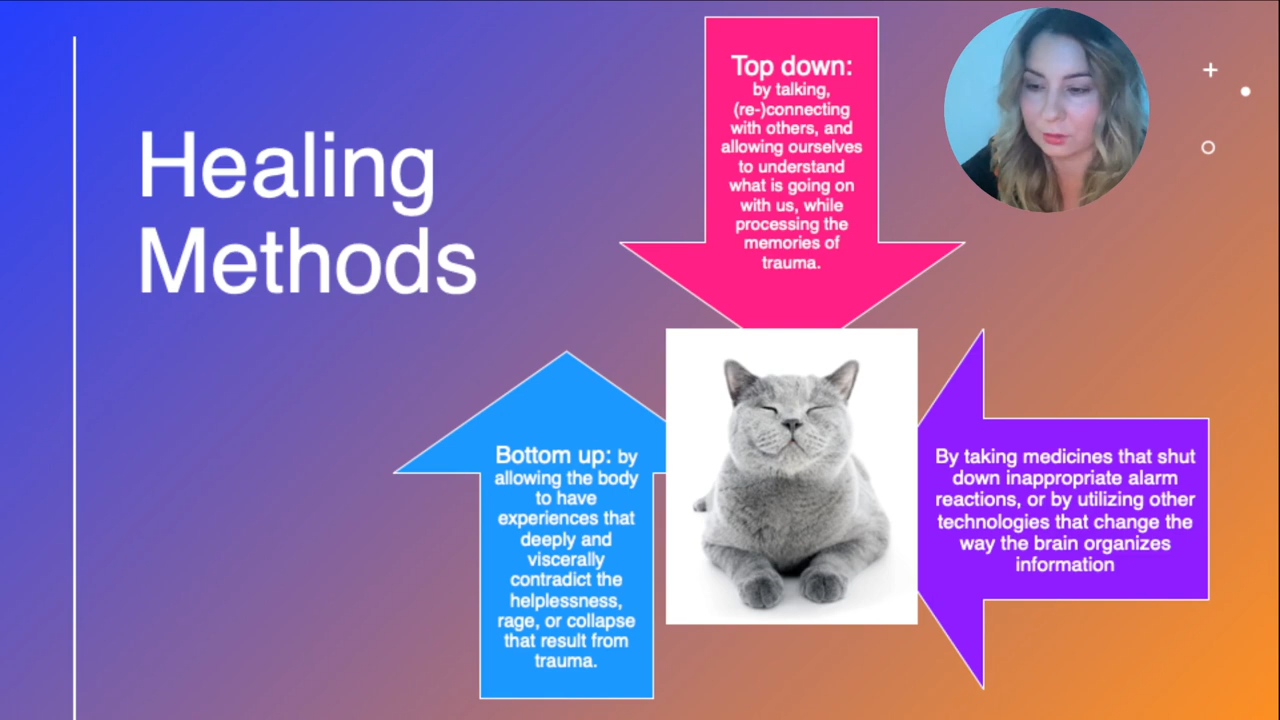 Healing
Methods
Top down:
by talking,
(re-)connecting
with others, and
allowing ourselves
to understand
what is going on
with us, while
processing the
memories of
trauma.
Bottom up: by
allowing the body
to have
experiences that
deeply and
viscerally
contradict the
helplessness,
rage, or collapse
that result from
trauma.
By taking medicines that shut
down inappropriate alarm
reactions, or by utilizing other
technologies that change the
way the brain organizes
information